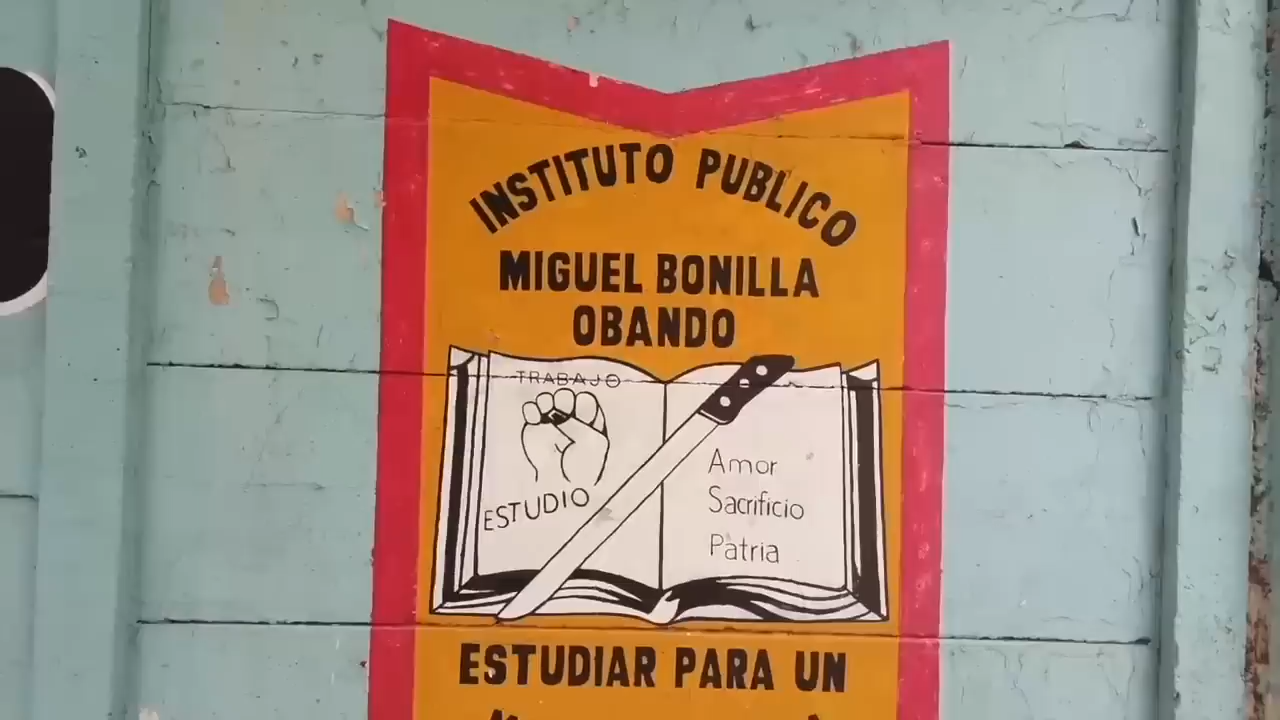 INSTITUTO PUBLICO
MIGUEL BONILLA
OBANDO
TRABAJO
ESTUDIO
Amor
Sacrificio
Patria
ESTUDIAR PARA UN